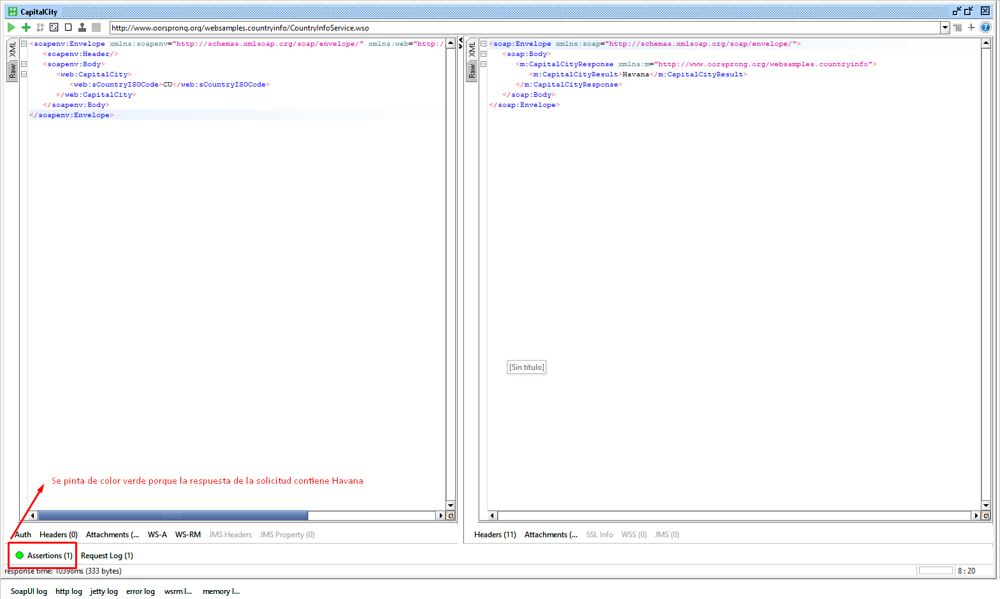 CapitalCity
http://www.oorsprong.org/websamples.countryinfo/CountryInfoService.wso
XML
Raw
<soapenv:Envelope xmlns:soapenv="http://schemas.xmlsoap.org/soap/envelope/" xmlns:web="http:/
<soapenv:Header/>
<soapenv:Body>
<web:CapitalCity>
<web:sCountryISOCode>CU</web:sCountryISOCode>
</web:CapitalCity>
</soapenv:Body>
</soapenv:Envelope>
XML
Raw
<soap:Envelope xmlns:soap="http://schemas.xmlsoap.org/soap/envelope/">
<soap:Body>
<m:CapitalCityResponse xmlns:m="http://www.oorsprong.org/websamples.countryinfo">
<m:CapitalCityResult>Havana</m:CapitalCityResult>
</m:CapitalCityResponse>
</soap:Body>
</soap:Envelope>
[Sin título]
Se pinta de color verde porque la respuesta de la solicitud contiene Havana
Auth Headers (0) Attachments (... WS-A WS-RM JMS Headers JMS Property (0)
Headers (11) Attachments (... SSL Info WSS (0) JMS (0)
Assertions (1) Request Log (1)
response time: 10398ms (333 bytes)
8 : 20
SoapUI log http log jetty log error log wsrm l... memory l...